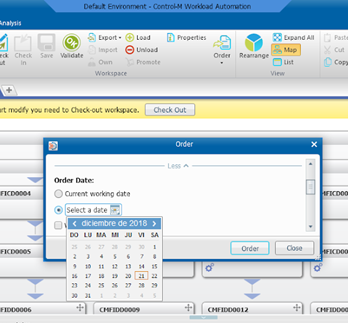 Default Environment - Control-M Workload Automation
Analysis
Check In
Save
Validate
Export
Import
Own
Load
Unload
Promote
Properties
Order
Rearrange
Expand All
Map
List
Paste
Cut
Copy
Workspace
View
rt modify you need to Check-out workspace.
Check Out
Order
Less
Order Date:
Current working date
Select a date
diciembre de 2018
DO LU MA MI JU VI SA
25 26 27 28 29 30 1
2 3 4 5 6 7 8
9 10 11 12 13 14 15
16 17 18 19 20 21 22
23 24 25 26 27 28 29
30 31 1 2 3 4 5
Order
Close
MFICD0004
CFICD0005
IFIDD0006
CMFIDD0009
CMFIDD0012